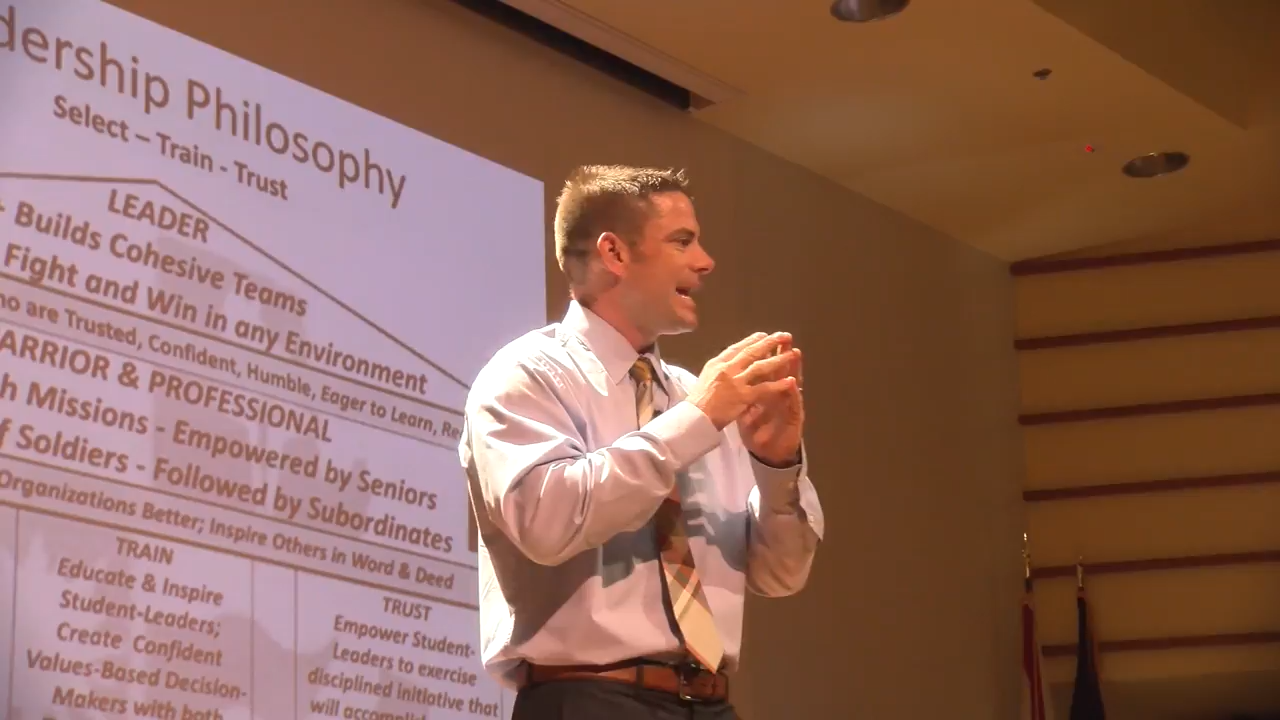 dership Philosophy
Select – Train - Trust
LEADER
Builds Cohesive Teams
Fight and Win in any Environment
ho are Trusted, Confident, Humble, Eager to Learn, Re
ARRIOR & PROFESSIONAL
h Missions - Empowered by Seniors
f Soldiers - Followed by Subordinates
Organizations Better; Inspire Others in Word & Deed
TRAIN
Educate & Inspire
Student-Leaders;
Create Confident
Values-Based Decision-
Makers with both
TRUST
Empower Student-
Leaders to exercise
disciplined initiative that
will accomplis